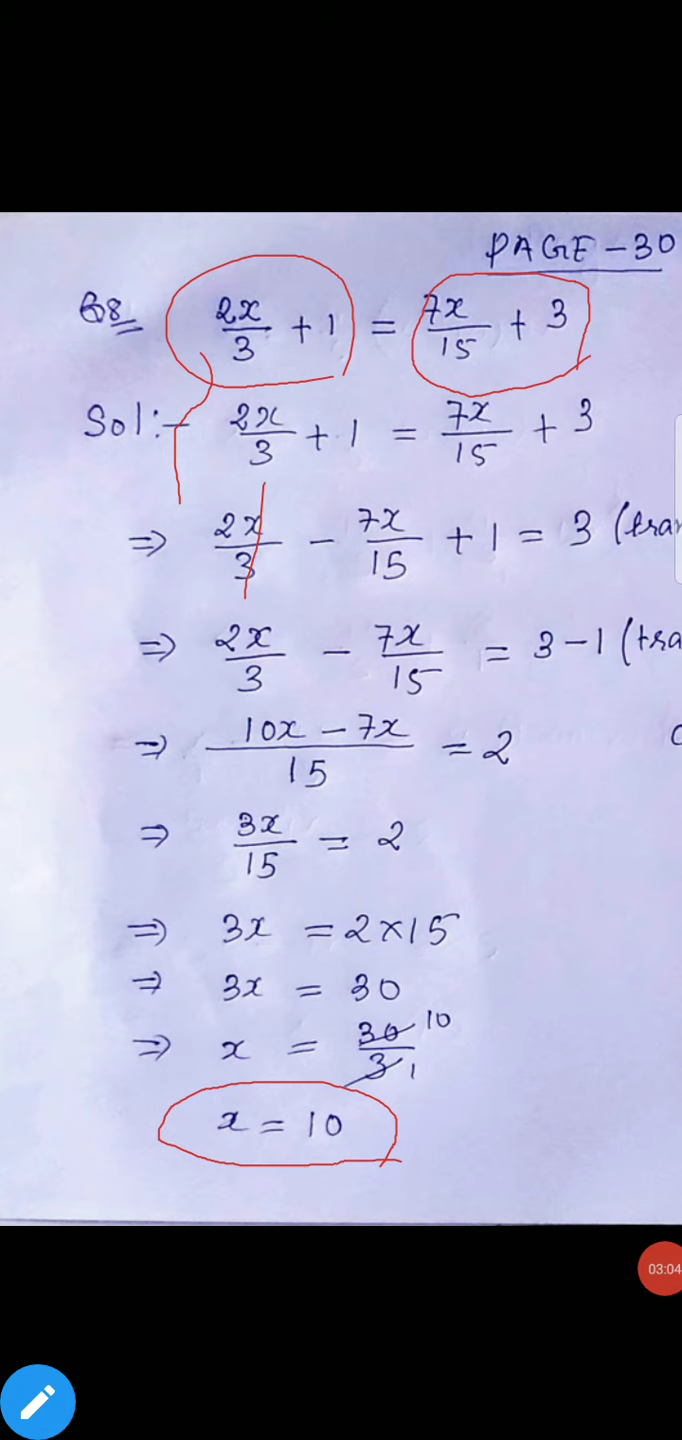 PAGE-30
Q8 2x/3 + 1 = 7x/15 + 3
Sol:- 2x/3 + 1 = 7x/15 + 3
⇒ 2x/3 - 7x/15 + 1 = 3
⇒ 2x/3 - 7x/15 = 3-1
⇒ 10x - 7x/15 = 2
⇒ 3x/15 = 2
⇒ 3x = 2×15
⇒ 3x = 30
⇒ x = 30/3 10 1
x = 10
03:04